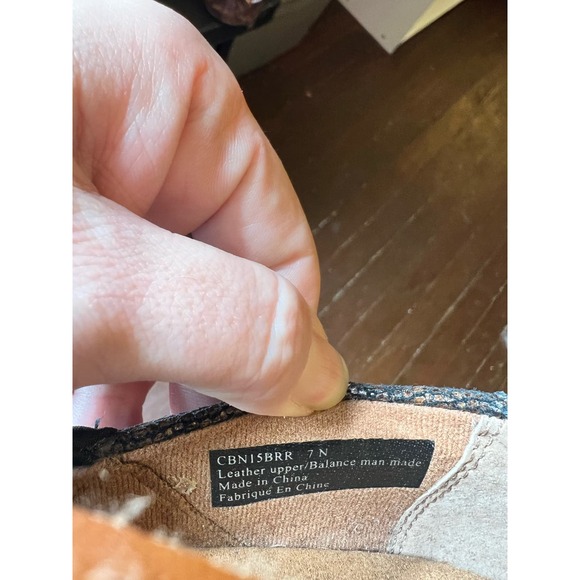 CBN15BRR 7 N
Leather upper/Balance man made
Made in China
Fabriqué En Chine